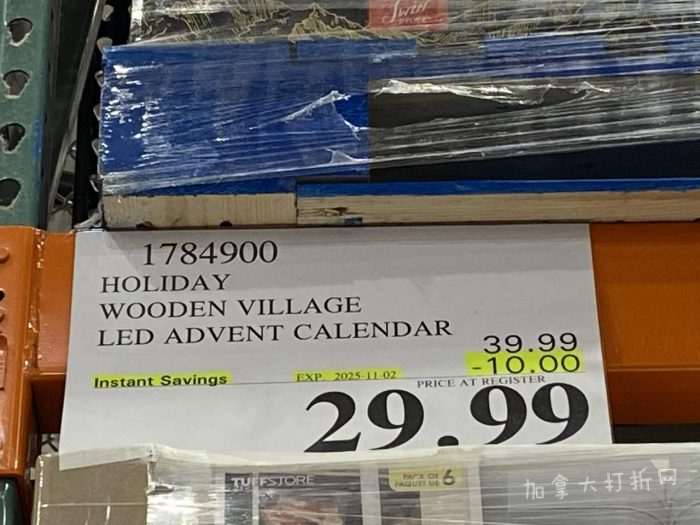 Swiss
1784900
HOLIDAY
WOODEN VILLAGE
LED ADVENT CALENDAR
39.99
-10.00
Instant Savings EXP. 2025-11-02
PRICE AT REGISTER
29.99
TUFFSTORE
PACK OF
PAQUET DE 6
加拿大打折网